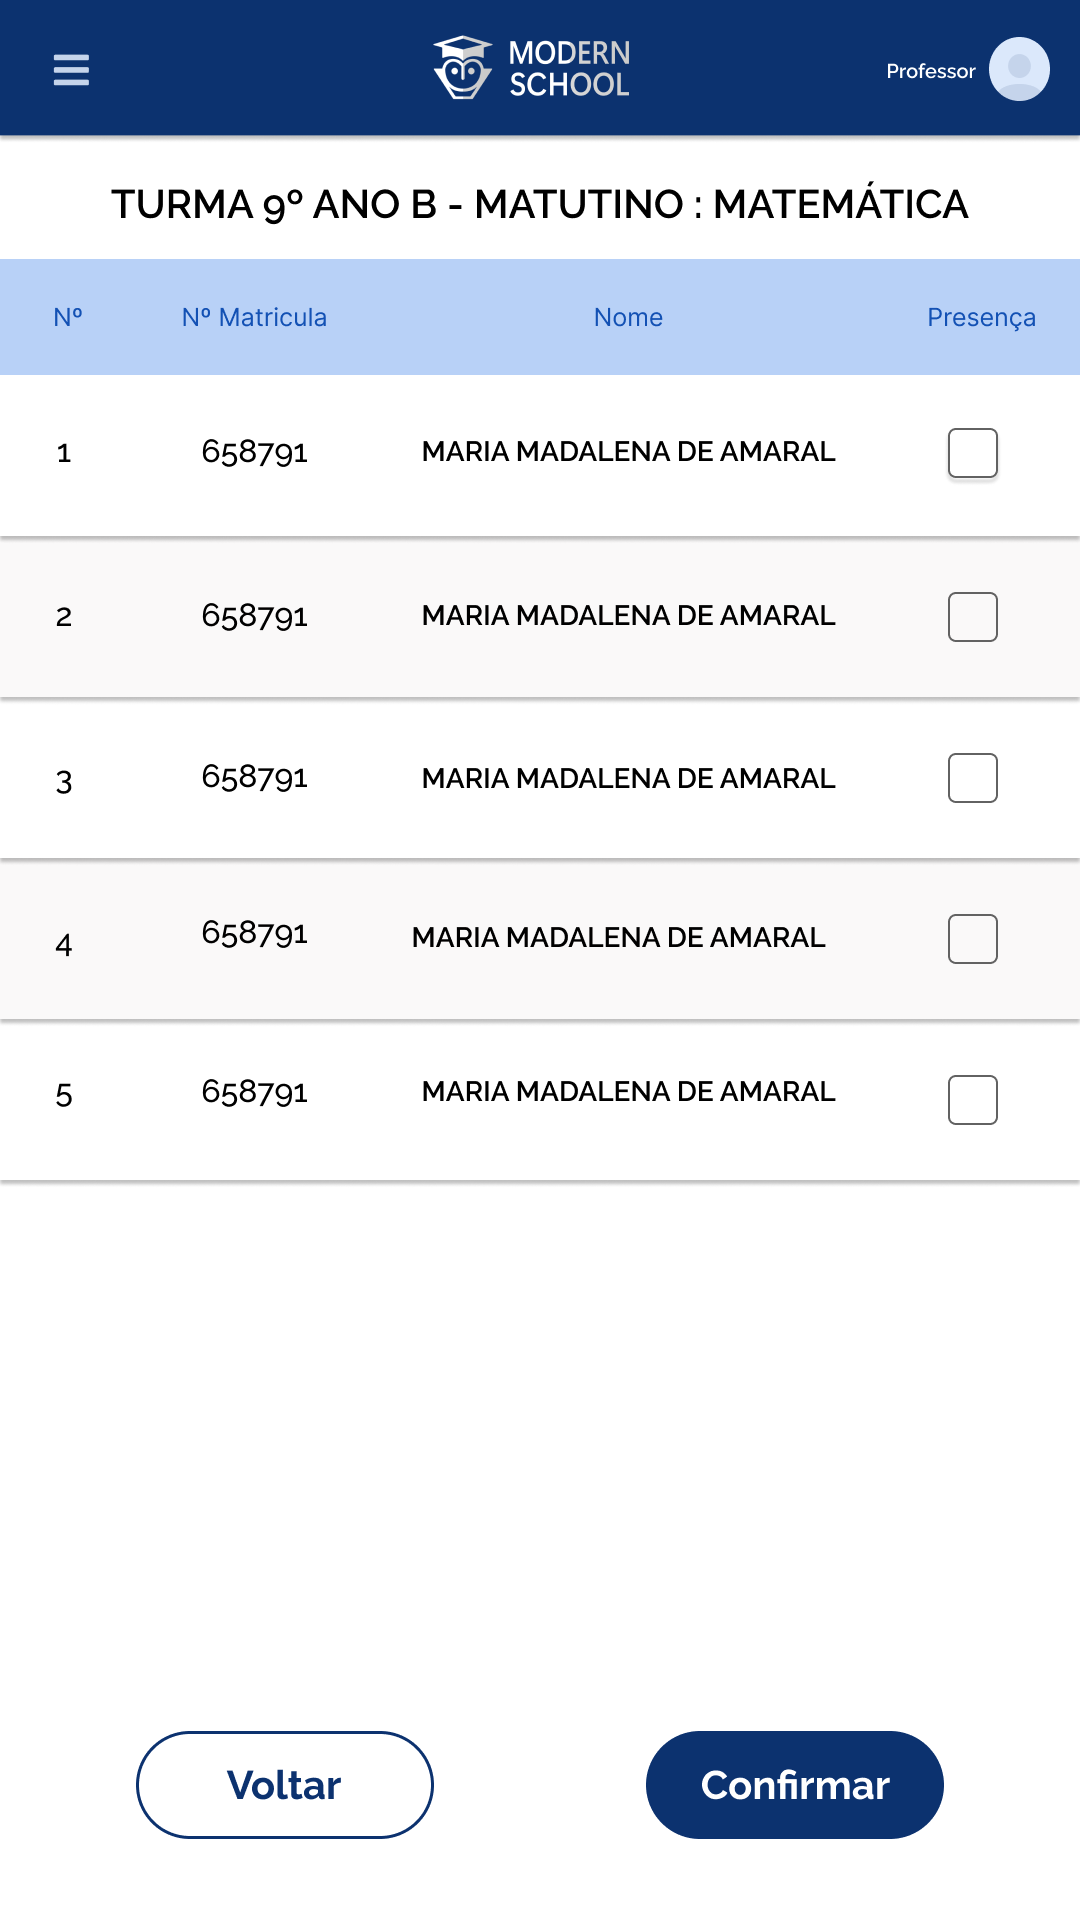 MODERN
SCHOOL
Professor
TURMA 9º ANO B - MATUTINO : MATEMÁTICA
Nº Nº Matricula Nome Presença
1 658791 MARIA MADALENA DE AMARAL
2 658791 MARIA MADALENA DE AMARAL
3 658791 MARIA MADALENA DE AMARAL
4 658791 MARIA MADALENA DE AMARAL
5 658791 MARIA MADALENA DE AMARAL
Voltar Confirmar